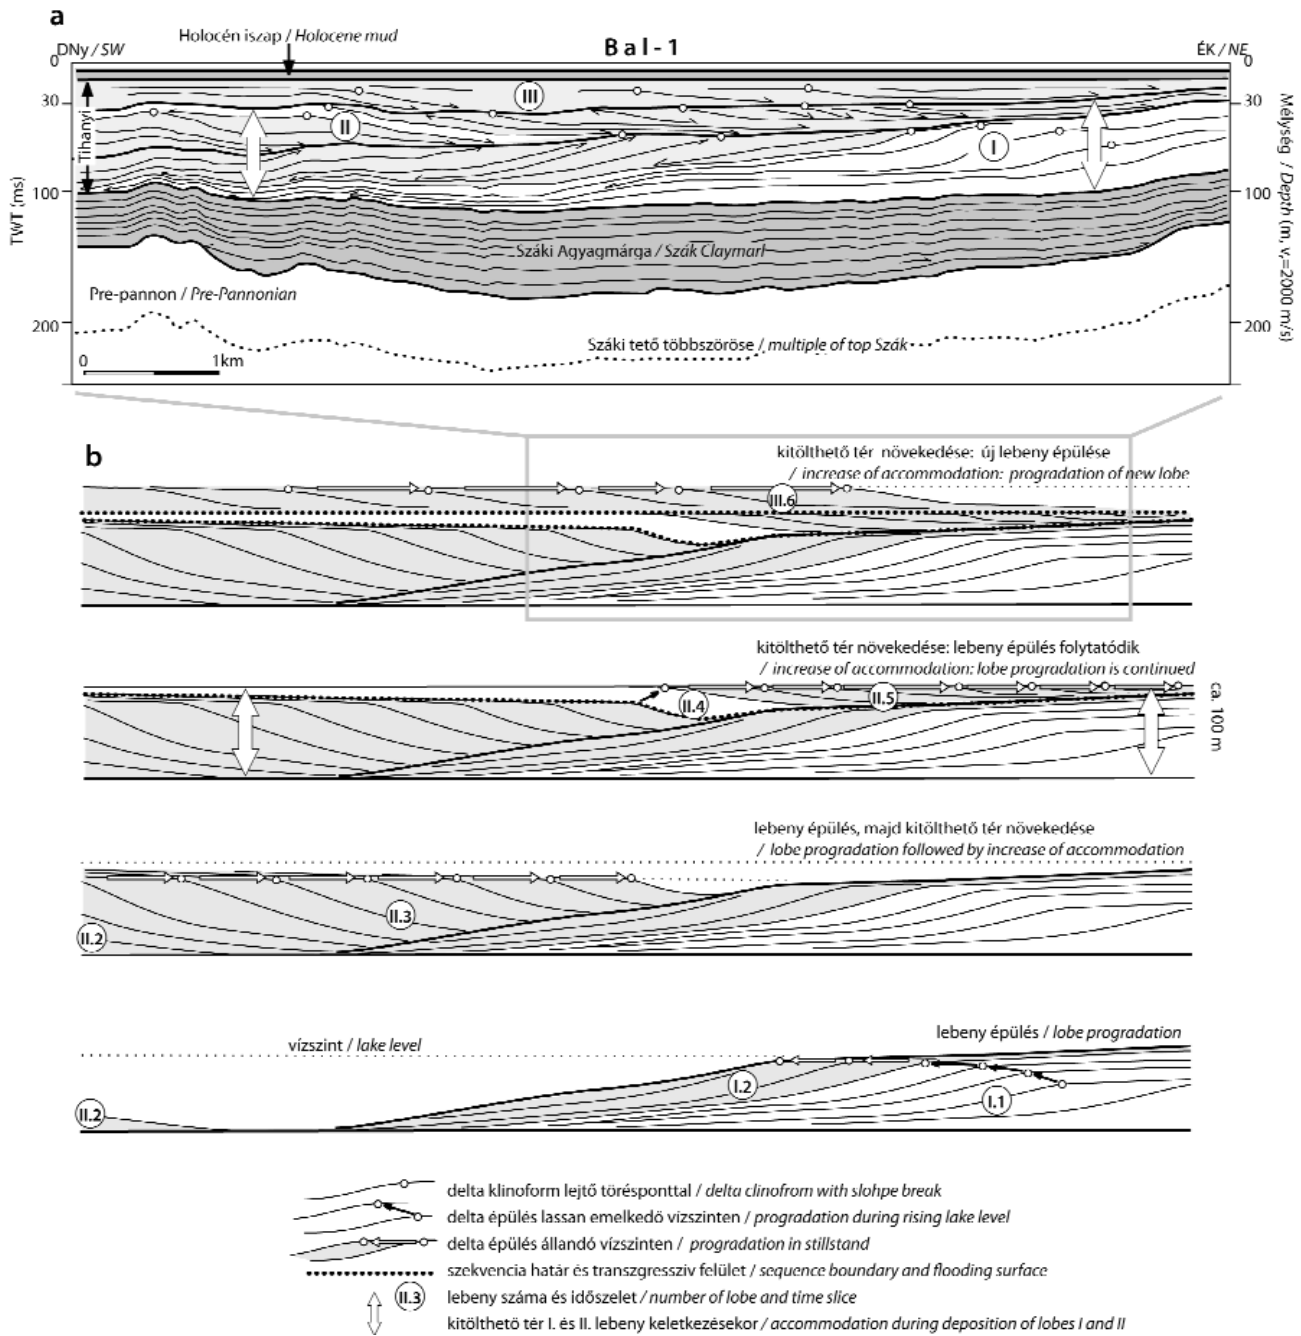 a
Holocén iszap / Holocene mud
Bal-1
DNy / SW
ÉK / NE
0
0
30
30
III
II
I
Tihanyi
100
100
TWT (ms)
Mélység / Depth (m, vᵢ=2000 m/s)
Száki Agyagmárga / Szák Claymarl
Pre-pannon / Pre-Pannonian
200
200
Száki tető többszöröse / multiple of top Szák
0
1km
b
kitölthető tér növekedése: új lebeny épülése
/ increase of accommodation: progradation of new lobe
III.6
kitölthető tér növekedése: lebeny épülés folytatódik
/ increase of accommodation: lobe progradation is continued
II.4
II.5
ca. 100 m
lebeny épülés, majd kitölthető tér növekedése
/ lobe progradation followed by increase of accommodation
II.3
II.2
lebeny épülés / lobe progradation
vízszint / lake level
I.2
I.1
II.2
delta klinoform lejtő törésponttal / delta clinofrom with slohpe break
delta épülés lassan emelkedő vízszinten / progradation during rising lake level
delta épülés állandó vízszinten / progradation in stillstand
szekvencia határ és transzgresszív felület / sequence boundary and flooding surface
II.3 lebeny száma és időszelet / number of lobe and time slice
kitölthető tér I. és II. lebeny keletkezésekor / accommodation during deposition of lobes I and II